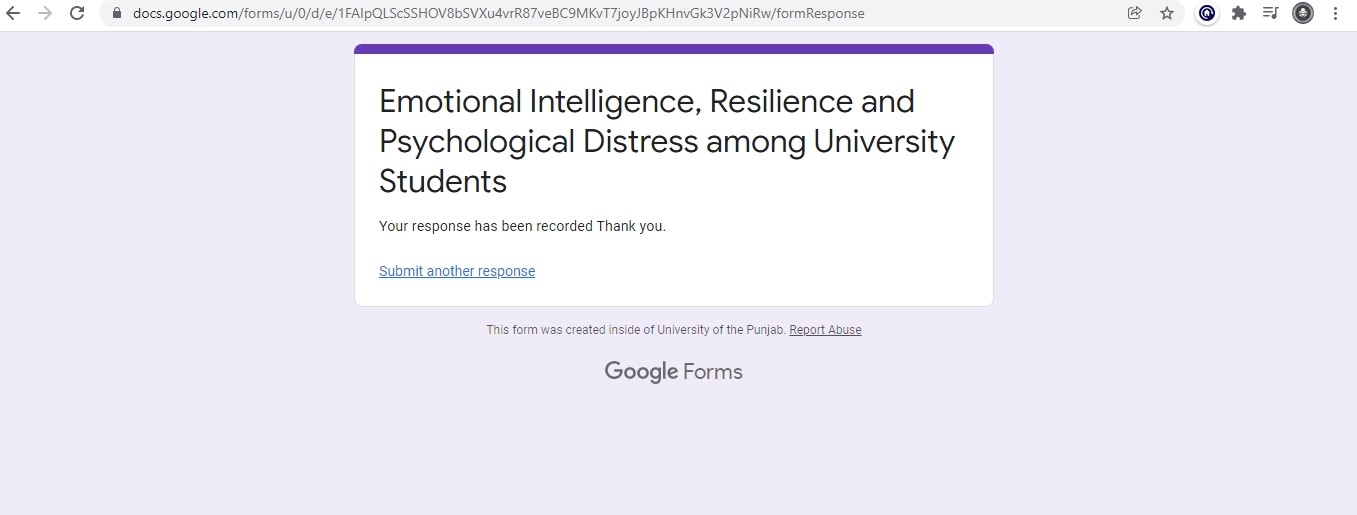 docs.google.com/forms/u/0/d/e/1FAIpQLScSSHOV8bSVXu4vrR87veBC9MKvT7joyJBpKHnvGk3V2pNiRw/formResponse
Emotional Intelligence, Resilience and
Psychological Distress among University
Students
Your response has been recorded Thank you.
Submit another response
This form was created inside of University of the Punjab. Report Abuse
Google Forms